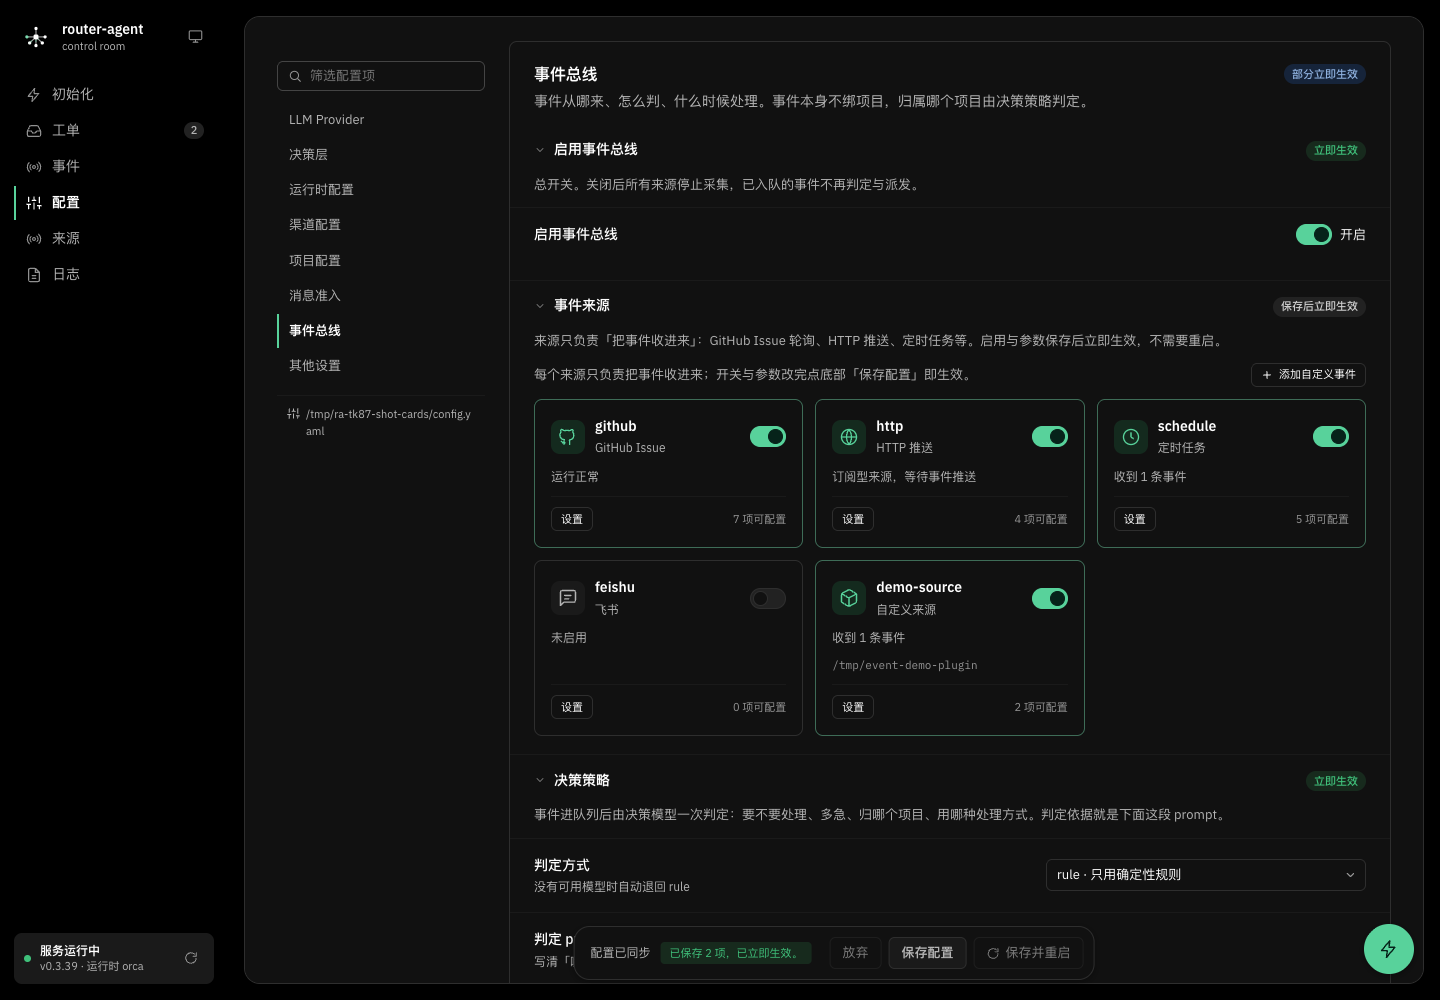 router-agent
control room
初始化
工单
2
事件
配置
来源
日志
服务运行中
v0.3.39 · 运行时 orca
筛选配置项
LLM Provider
决策层
运行时配置
渠道配置
项目配置
消息准入
事件总线
其他设置
/tmp/ra-tk87-shot-cards/config.y
aml
事件总线
部分立即生效
事件从哪来、怎么判、什么时候处理。事件本身不绑项目，归属哪个项目由决策策略判定。
启用事件总线
立即生效
总开关。关闭后所有来源停止采集，已入队的事件不再判定与派发。
启用事件总线
开启
事件来源
保存后立即生效
来源只负责「把事件收进来」：GitHub Issue 轮询、HTTP 推送、定时任务等。启用与参数保存后立即生效，不需要重启。
每个来源只负责把事件收进来；开关与参数改完点底部「保存配置」即生效。
添加自定义事件
github
GitHub Issue
运行正常
设置
7 项可配置
http
HTTP 推送
订阅型来源，等待事件推送
设置
4 项可配置
schedule
定时任务
收到 1 条事件
设置
5 项可配置
feishu
飞书
未启用
设置
0 项可配置
demo-source
自定义来源
收到 1 条事件
/tmp/event-demo-plugin
设置
2 项可配置
决策策略
立即生效
事件进队列后由决策模型一次判定：要不要处理、多急、归哪个项目、用哪种处理方式。判定依据就是下面这段 prompt。
判定方式
没有可用模型时自动退回 rule
rule · 只用确定性规则
判定 p
写清「
配置已同步
已保存 2 项，已立即生效。
放弃
保存配置
保存并重启